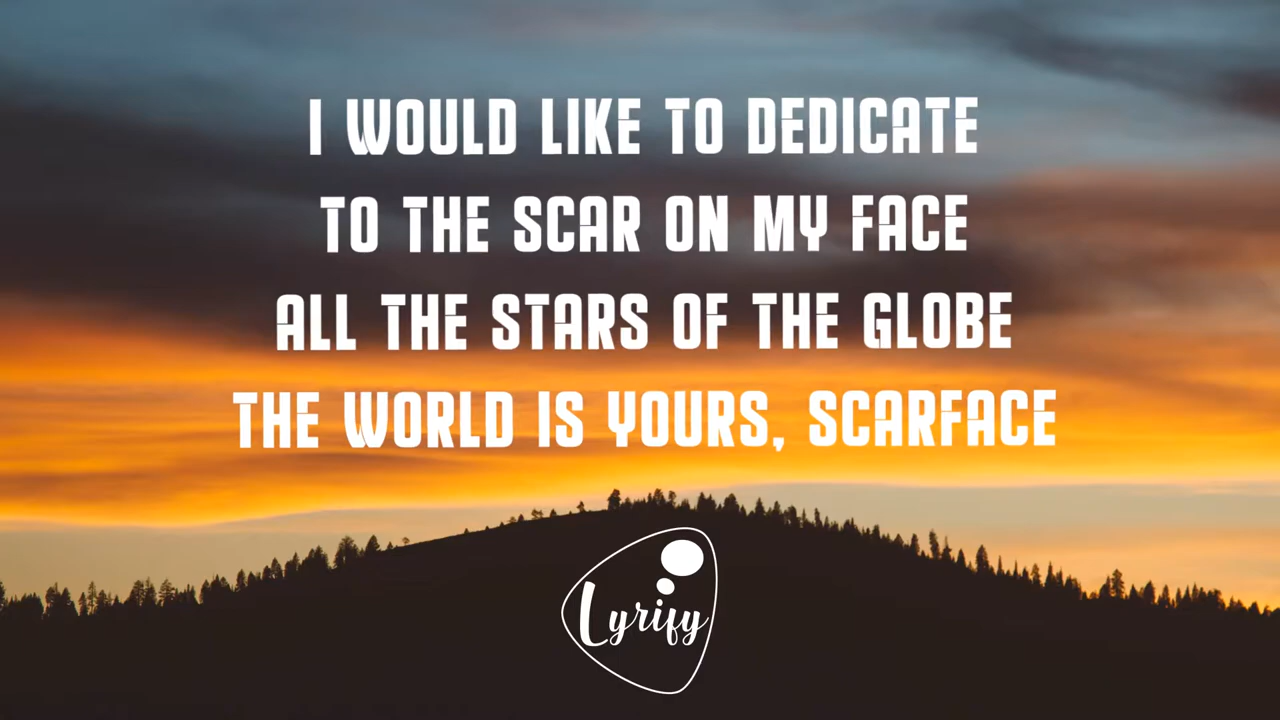 I WOULD LIKE TO DEDICATE
TO THE SCAR ON MY FACE
ALL THE STARS OF THE GLOBE
THE WORLD IS YOURS, SCARFACE
Lyrify